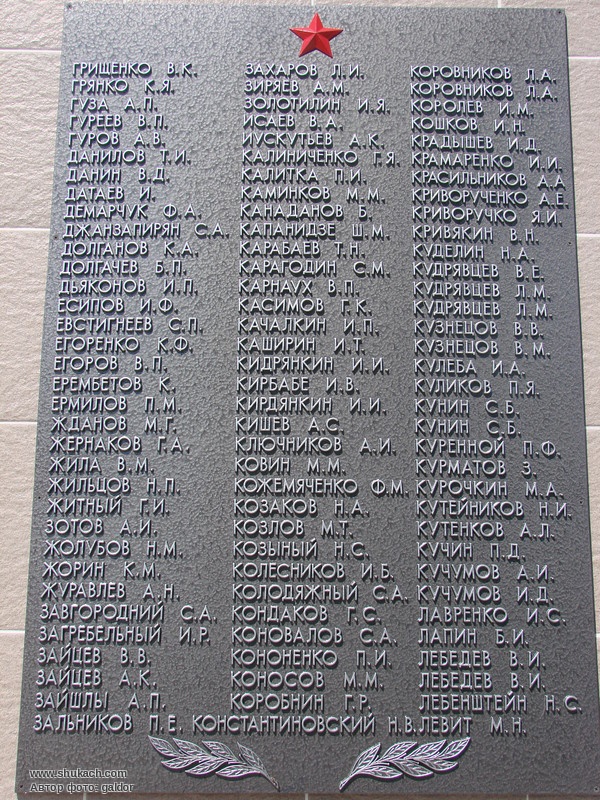 ГРИЩЕНКО В.К.
ГРЯНКО К.Я.
ГУЗА А.П.
ГУРЕЕВ В.П.
ГУРОВ А.В.
ДАНИЛОВ Т.И.
ДАНИН В.Д.
ДАТАЕВ И.
ДЕМАРЧУК Ф.А.
ДЖАНЗАПИРЯН С.А.
ДОЛГАНОВ К.А.
ДОЛГАЧЕВ Б.П.
ДЬЯКОНОВ И.П.
ЕСИПОВ И.Ф.
ЕВСТИГНЕЕВ С.П.
ЕГОРЕНКО К.Ф.
ЕГОРОВ В.П.
ЕРЕМБЕТОВ К.
ЕРМИЛОВ П.М.
ЖДАНОВ М.Г.
ЖЕРНАКОВ Г.А.
ЖИЛА В.М.
ЖИЛЬЦОВ Н.П.
ЖИТНЫЙ Г.И.
ЗОТОВ А.И.
ЖОЛУБОВ Н.М.
ЖОРИН К.М.
ЖУРАВЛЕВ А.Н.
ЗАВГОРОДНИЙ С.А.
ЗАГРЕБЕЛЬНЫЙ И.Р.
ЗАЙЦЕВ В.В.
ЗАЙЦЕВ А.К.
ЗАЙШЛЫ А.П.
ЗАЛЬНИКОВ П.Е.
ЗАХАРОВ Л.И.
ЗИРЯЕВ А.М.
ЗОЛОТИЛИН И.Я.
ИСАЕВ В.А.
ИУСКУТЬЕВ А.К.
КАЛИНИЧЕНКО Г.Я.
КАЛИТКА П.И.
КАМИНКОВ М.М.
КАНАДАНОВ Б.
КАПАНИДЗЕ Ш.М.
КАРАБАЕВ Т.Н.
КАРАГОДИН С.М.
КАРНАУХ В.П.
КАСИМОВ Г.К.
КАЧАЛКИН И.П.
КАШИРИН И.Т.
КИДРЯНКИН И.И.
КИРБАБЕ И.В.
КИРДЯНКИН И.И.
КИШЕВ А.С.
КЛЮЧНИКОВ А.И.
КОВИН М.М.
КОЖЕМЯЧЕНКО Ф.М.
КОЗАКОВ Н.А.
КОЗЛОВ М.Т.
КОЗЫНЫЙ Н.С.
КОЛЕСНИКОВ И.Б.
КОЛОДЯЖНЫЙ С.А.
КОНДАКОВ Г.С.
КОНОВАЛОВ С.А.
КОНОНЕНКО П.И.
КОНОСОВ М.М.
КОРОБНИН Г.Р.
КОНСТАНТИНОВСКИЙ Н.В.
КОРОВНИКОВ Л.А.
КОРОВНИКОВ Л.А.
КОРОЛЕВ И.М.
КОШКОВ И.Н.
КРАДЫШЕВ И.Д.
КРАМАРЕНКО И.И.
КРАСИЛЬНИКОВ А.А
КРИВОРУЧЕНКО А.Е.
КРИВОРУЧКО Я.И.
КРИВЯКИН В.Н.
КУДЕЛИН Н.А.
КУДРЯВЦЕВ В.Е.
КУДРЯВЦЕВ Л.М.
КУДРЯВЦЕВ Л.М.
КУЗНЕЦОВ В.В.
КУЗНЕЦОВ В.М.
КУЛЕБА И.А.
КУЛИКОВ П.Я.
КУНИН С.Б.
КУНИН С.Б.
КУРЕННОЙ П.Ф.
КУРМАТОВ З.
КУРОЧКИН М.А.
КУТЕЙНИКОВ Н.И.
КУТЕНКОВ А.Л.
КУЧИН П.Д.
КУЧУМОВ А.И.
КУЧУМОВ И.Д.
ЛАВРЕНКО И.С.
ЛАПИН Б.И.
ЛЕБЕДЕВ В.И.
ЛЕБЕДЕВ В.И.
ЛЕБЕНШТЕЙН Н.С.
ЛЕВИТ М.Н.
www.shukach.com
Автор фото: gaklor